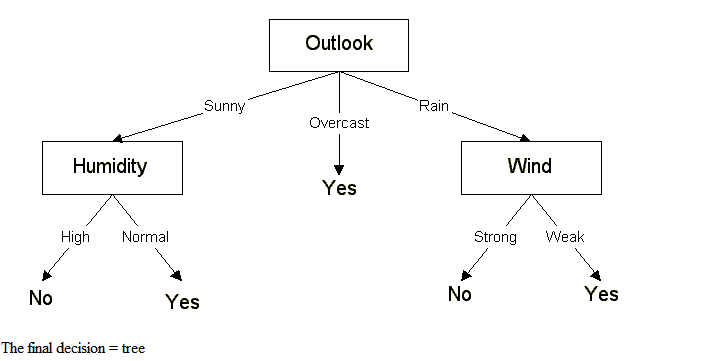 Outlook
Sunny
Overcast
Rain
Humidity
Yes
Wind
High
Normal
Strong
Weak
No
Yes
No
Yes
The final decision = tree